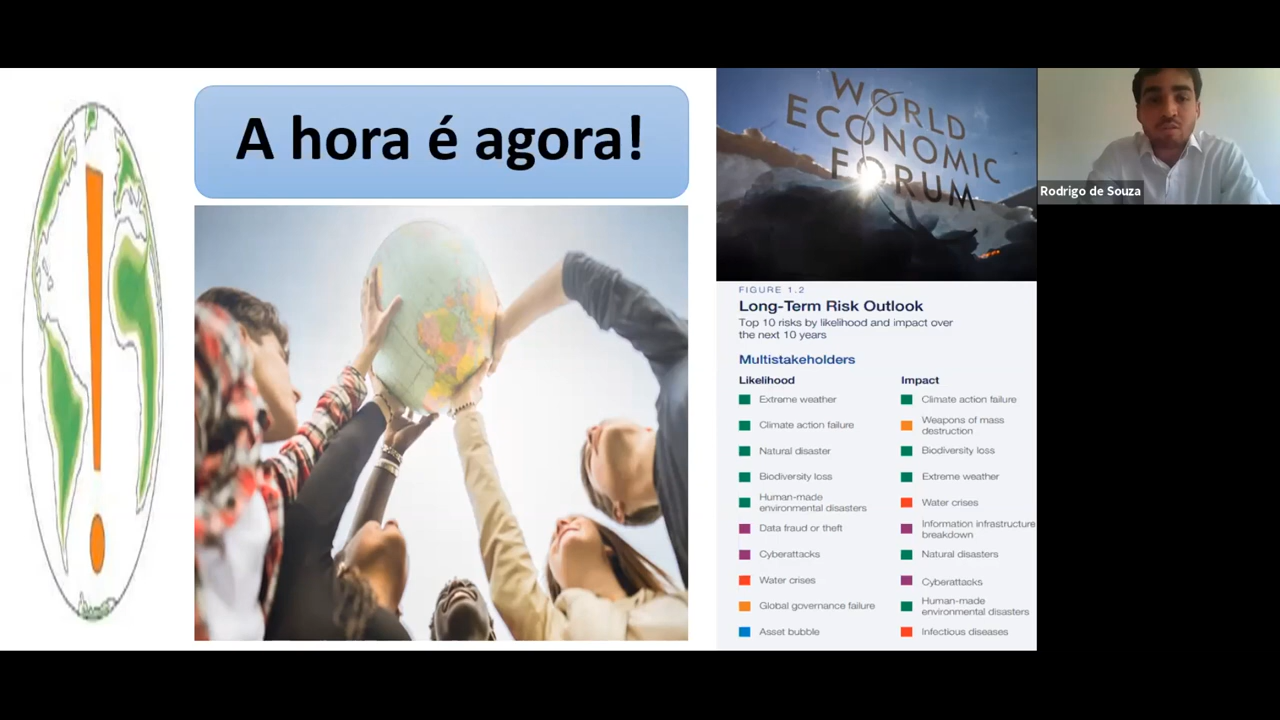 A hora é agora!
WORLD
ECONOMIC
FORUM
Rodrigo de Souza
FIGURE 1.2
Long-Term Risk Outlook
Top 10 risks by likelihood and impact over
the next 10 years
Multistakeholders
Likelihood
Extreme weather
Climate action failure
Natural disaster
Biodiversity loss
Human-made
environmental disasters
Data fraud or theft
Cyberattacks
Water crises
Global governance failure
Asset bubble
Impact
Climate action failure
Weapons of mass
destruction
Biodiversity loss
Extreme weather
Water crises
Information infrastructure
breakdown
Natural disasters
Cyberattacks
Human-made
environmental disasters
Infectious diseases